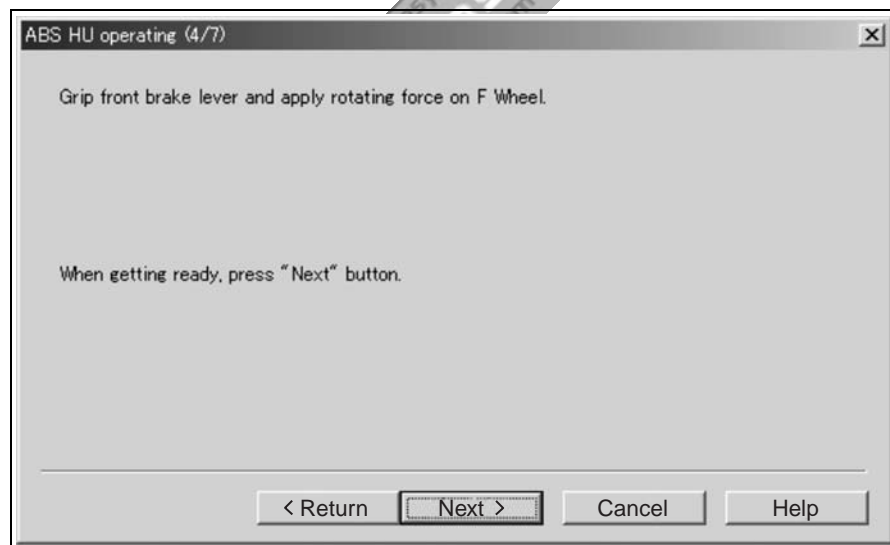 ABS HU operating (4/7)
Grip front brake lever and apply rotating force on F Wheel.
When getting ready, press "Next" button.
< Return Next > Cancel Help